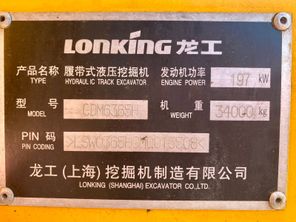 LONKING 龙工
产品名称 履带式液压挖掘机 发动机功率 197 kW
TYPE HYDRAULIC TRACK EXCAVATOR ENGINE POWER
型号 CDM6365H 机重 34000 kg
MODEL WEIGHT
PIN 码
PIN CODING
龙工(上海)挖掘机制造有限公司
LONKING (SHANGHAI) EXCAVATOR CO.,LTD.